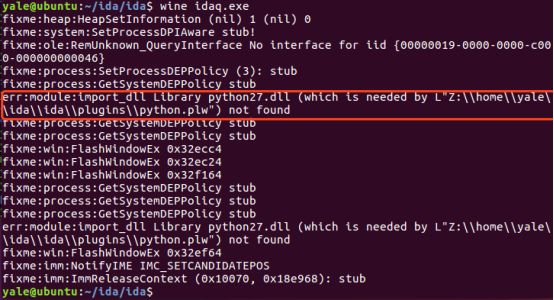 yale@ubuntu:~/ida/ida$ wine idaq.exe
fixme:heap:HeapSetInformation (nil) 1 (nil) 0
fixme:system:SetProcessDPIAware stub!
fixme:ole:RemUnknown_QueryInterface No interface for iid {00000019-0000-0000-c00
0-000000000046}
fixme:process:SetProcessDEPPolicy (3): stub
fixme:process:GetSystemDEPPolicy stub
err:module:import_dll Library python27.dll (which is needed by L"Z:\\home\\yale\
\ida\\ida\\plugins\\python.plw") not found
fixme:process:GetSystemDEPPolicy stub
fixme:process:GetSystemDEPPolicy stub
fixme:win:FlashWindowEx 0x32ecc4
fixme:win:FlashWindowEx 0x32ec24
fixme:win:FlashWindowEx 0x32f164
fixme:process:GetSystemDEPPolicy stub
fixme:process:GetSystemDEPPolicy stub
fixme:process:GetSystemDEPPolicy stub
err:module:import_dll Library python27.dll (which is needed by L"Z:\\home\\yale\
\ida\\ida\\plugins\\python.plw") not found
fixme:win:FlashWindowEx 0x32ef64
fixme:imm:NotifyIME IMC_SETCANDIDATEPOS
fixme:imm:ImmReleaseContext (0x10070, 0x18e968): stub
yale@ubuntu:~/ida/ida$